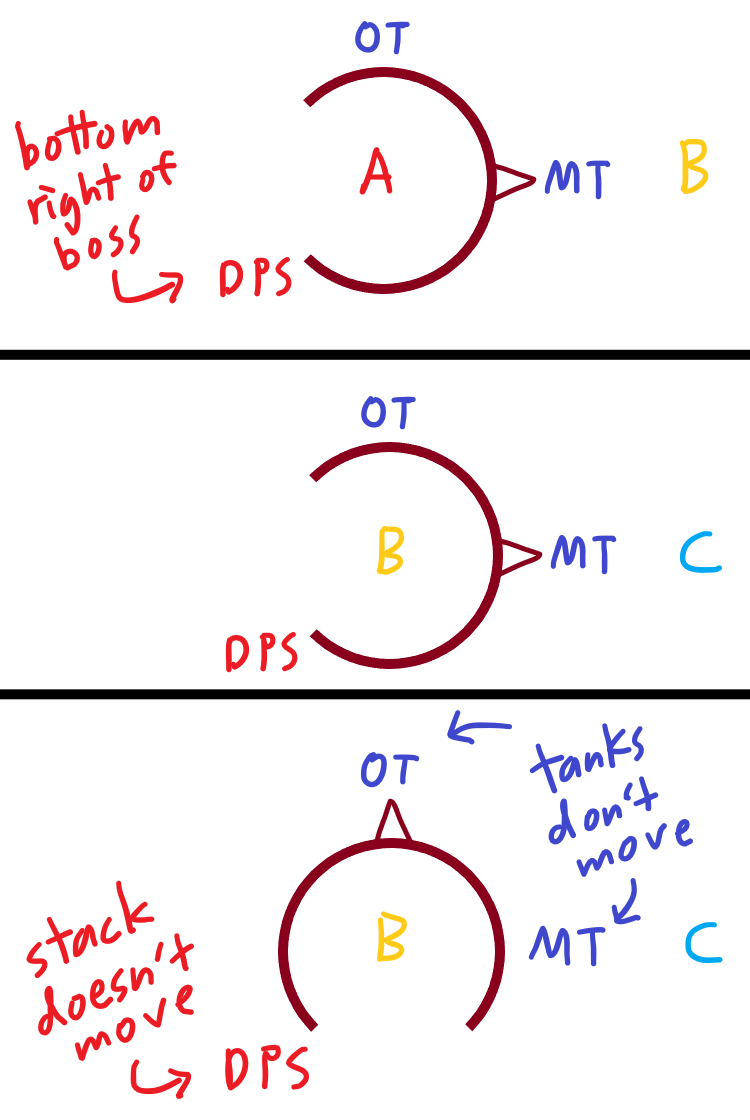 OT
bottom
right of
boss
A
MT
B
DPS
OT
B
MT
C
DPS
OT
tanks
don't
move
B
MT
C
stack
doesn't
move
DPS